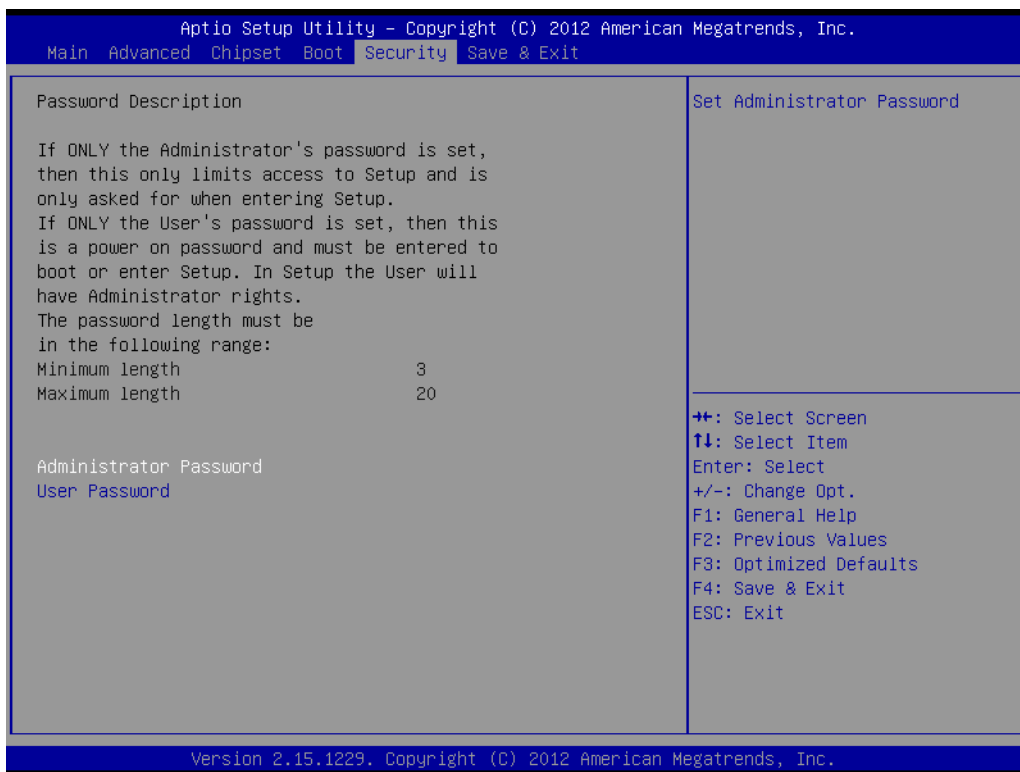 Aptio Setup Utility – Copyright (C) 2012 American Megatrends, Inc.
Main Advanced Chipset Boot Security Save & Exit
Password Description
If ONLY the Administrator's password is set,
then this only limits access to Setup and is
only asked for when entering Setup.
If ONLY the User's password is set, then this
is a power on password and must be entered to
boot or enter Setup. In Setup the User will
have Administrator rights.
The password length must be
in the following range:
Minimum length 3
Maximum length 20
Administrator Password
User Password
Set Administrator Password
→←: Select Screen
↑↓: Select Item
Enter: Select
+/-: Change Opt.
F1: General Help
F2: Previous Values
F3: Optimized Defaults
F4: Save & Exit
ESC: Exit
Version 2.15.1229. Copyright (C) 2012 American Megatrends, Inc.